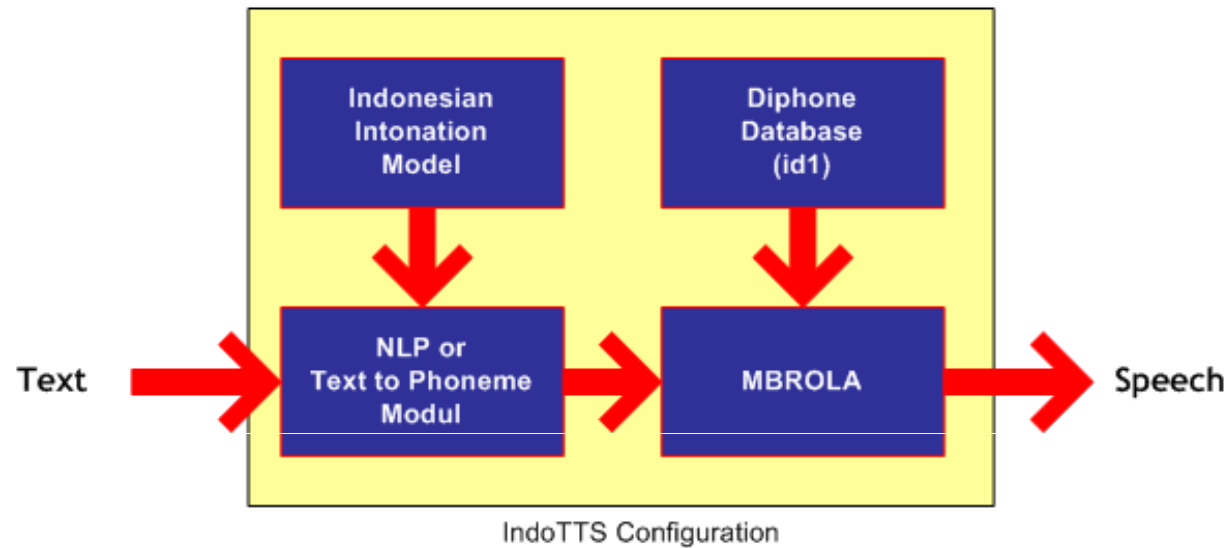 Indonesian
Intonation
Model
Diphone
Database
(id1)
Text
NLP or
Text to Phoneme
Modul
MBROLA
Speech
IndoTTS Configuration